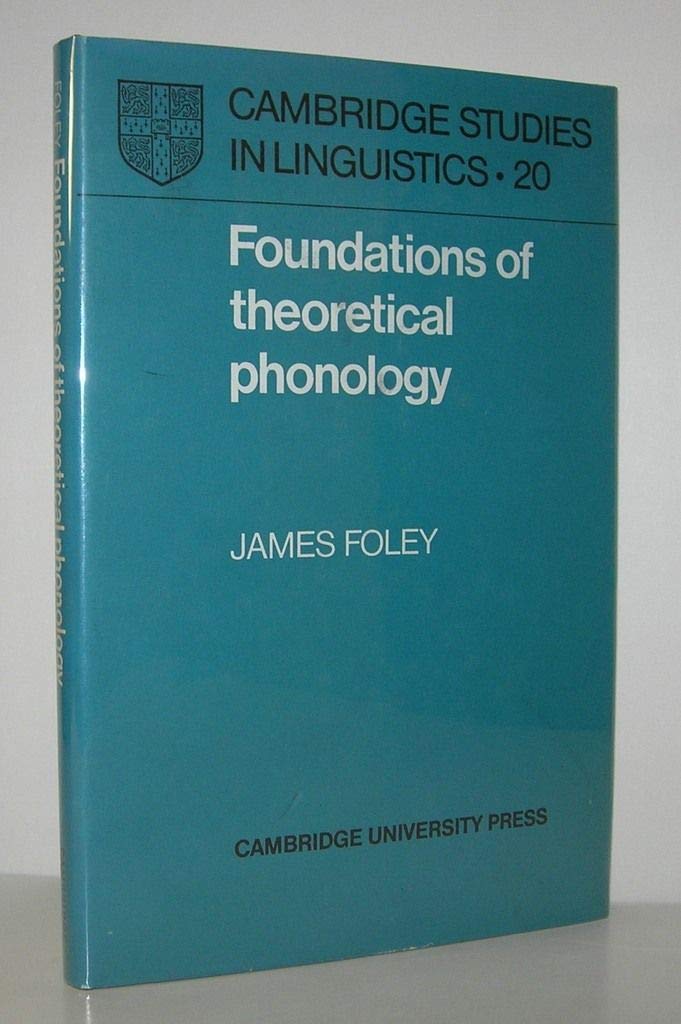 CAMBRIDGE STUDIES
IN LINGUISTICS • 20
Foundations of
theoretical
phonology
JAMES FOLEY
CAMBRIDGE UNIVERSITY PRESS
FOLEY Foundations of theoretical phonology